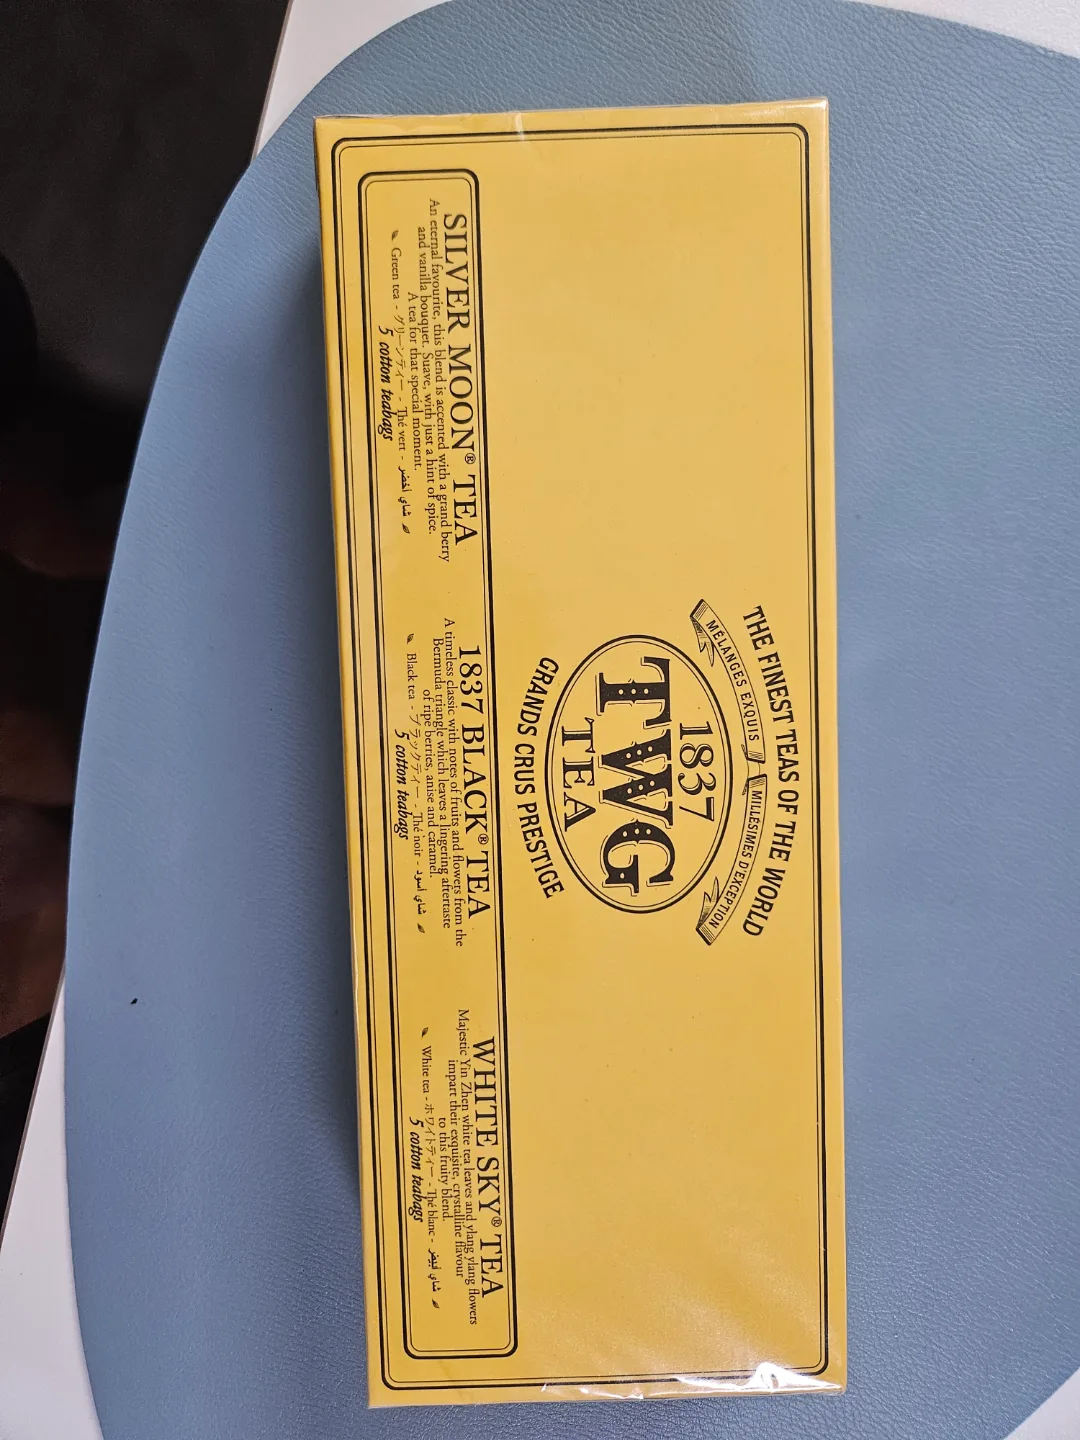 THE FINEST TEAS OF THE WORLD
MÉLANGES EXQUIS
MILLÉSIMES D'EXCEPTION
1837
TWG
TEA
GRANDS CRUS PRESTIGE
SILVER MOON® TEA
An eternal favourite, this blend is accented with a grand berry
and vanilla bouquet. Suave, with just a hint of spice.
A tea for that special moment.
Green tea - グリーンティー - Thé vert - شاي أخضر
5 cotton teabags
1837 BLACK® TEA
A timeless classic with notes of fruits and flowers from the
Bermuda triangle which leaves a lingering aftertaste
of ripe berries, anise and caramel.
Black tea - ブラックティー - Thé noir - شاي اسود
5 cotton teabags
WHITE SKY® TEA
Majestic Yin Zhen white tea leaves and ylang ylang flowers
impart their exquisite, crystalline flavour
to this fruity blend.
White tea - ホワイトティー - Thé blanc - شاي أبيض
5 cotton teabags